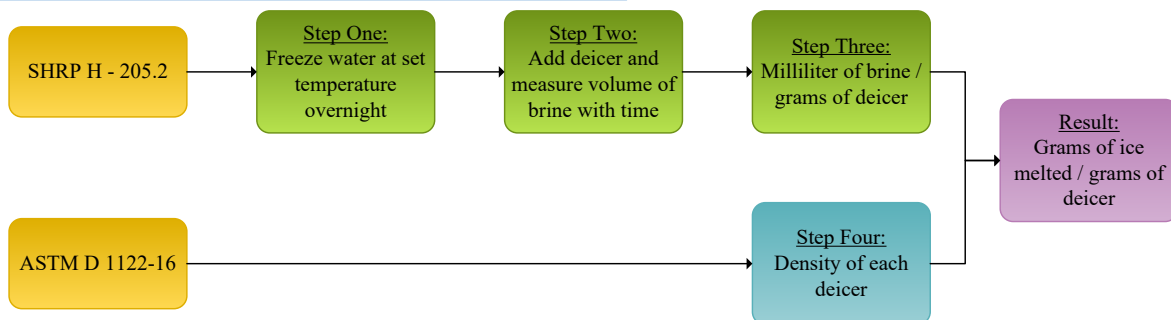 SHRP H - 205.2
Step One:
Freeze water at set
temperature
overnight
Step Two:
Add deicer and
measure volume of
brine with time
Step Three:
Milliliter of brine /
grams of deicer
Result:
Grams of ice
melted / grams of
deicer
ASTM D 1122-16
Step Four:
Density of each
deicer